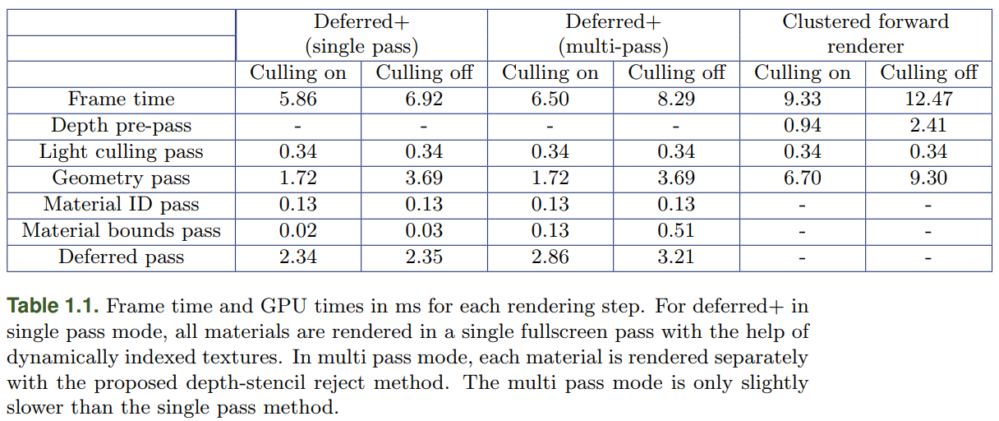 Deferred+ Deferred+ Clustered forward
(single pass) (multi-pass) renderer
Culling on Culling off Culling on Culling off Culling on Culling off
Frame time 5.86 6.92 6.50 8.29 9.33 12.47
Depth pre-pass - - - - 0.94 2.41
Light culling pass 0.34 0.34 0.34 0.34 0.34 0.34
Geometry pass 1.72 3.69 1.72 3.69 6.70 9.30
Material ID pass 0.13 0.13 0.13 0.13 - -
Material bounds pass 0.02 0.03 0.13 0.51 - -
Deferred pass 2.34 2.35 2.86 3.21 - -
Table 1.1. Frame time and GPU times in ms for each rendering step. For deferred+ in
single pass mode, all materials are rendered in a single fullscreen pass with the help of
dynamically indexed textures. In multi pass mode, each material is rendered separately
with the proposed depth-stencil reject method. The multi pass mode is only slightly
slower than the single pass method.